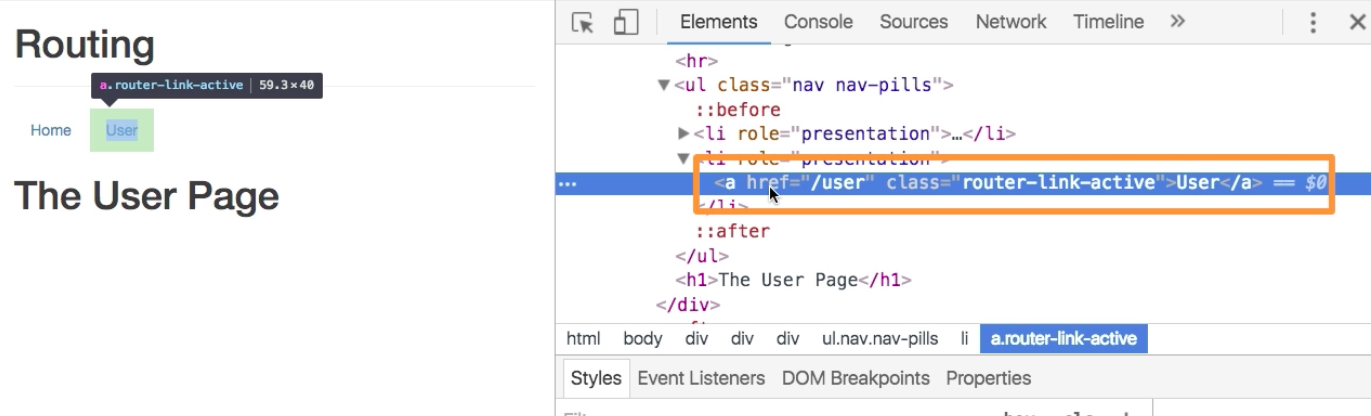 Routing
a.router-link-active | 59.3×40
Home User
The User Page
Elements Console Sources Network Timeline »
<hr>
▼<ul class="nav nav-pills">
::before
▶<li role="presentation">…</li>
▼<li role="presentation">
… <a href="/user" class="router-link-active">User</a> == $0
</li>
::after
</ul>
<h1>The User Page</h1>
</div>
html body div div div ul.nav.nav-pills li a.router-link-active
Styles Event Listeners DOM Breakpoints Properties